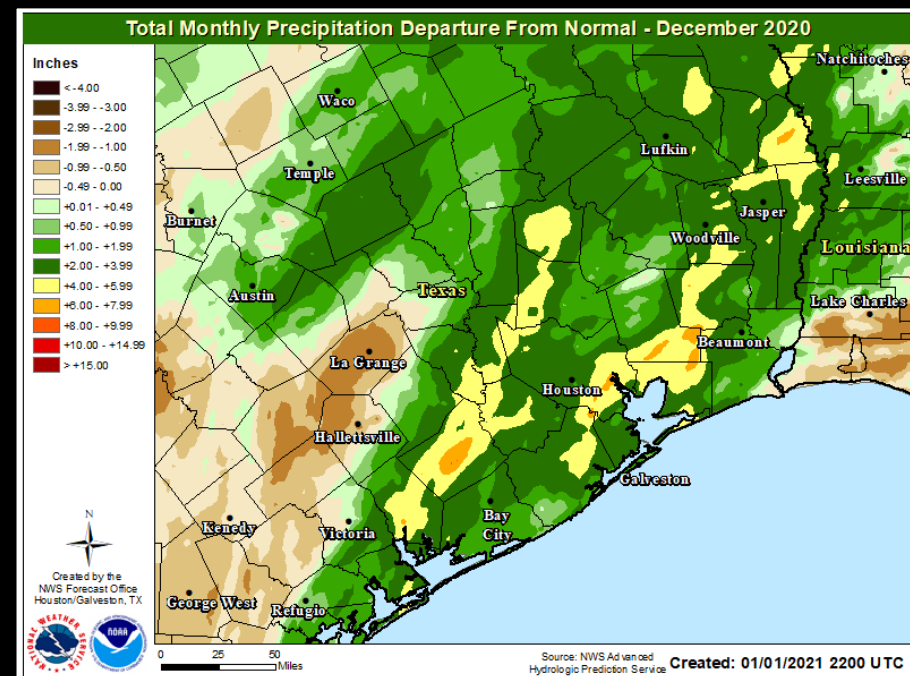 Total Monthly Precipitation Departure From Normal - December 2020
Inches
< -4.00
-3.99 - -3.00
-2.99 - -2.00
-1.99 - -1.00
-0.99 - -0.50
-0.49 - 0.00
+0.01 - +0.49
+0.50 - +0.99
+1.00 - +1.99
+2.00 - +3.99
+4.00 - +5.99
+6.00 - +7.99
+8.00 - +9.99
+10.00 - +14.99
> +15.00
Natchitoches
Waco
Lufkin
Temple
Leesville
Burnet
Jasper
Woodville
Louisiana
Austin
Texas
Lake Charles
Beaumont
La Grange
Houston
Hallettsville
Galveston
Kenedy
Victoria
Bay
City
George West
Refugio
N
Created by the
NWS Forecast Office
Houston/Galveston, TX
NATIONAL WEATHER SERVICE
NOAA
0 25 50
Miles
Source: NWS Advanced
Hydrologic Prediction Service
Created: 01/01/2021 2200 UTC